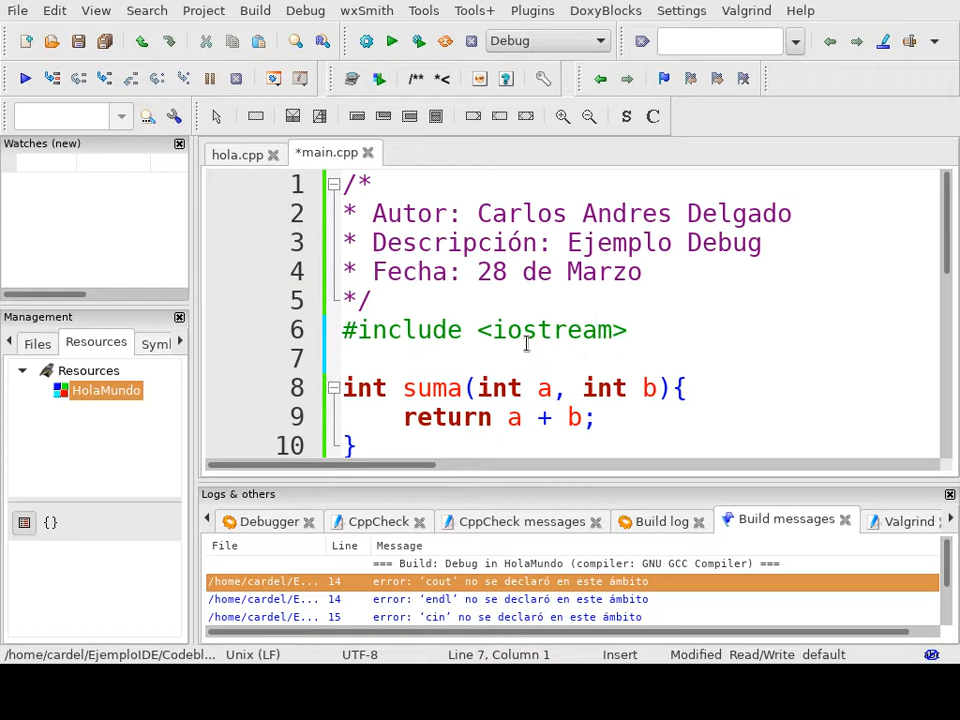 File Edit View Search Project Build Debug wxSmith Tools Tools+ Plugins DoxyBlocks Settings Valgrind Help
Debug
/** *<
S C
Watches (new)
hola.cpp *main.cpp
1 /*
2 * Autor: Carlos Andres Delgado
3 * Descripción: Ejemplo Debug
4 * Fecha: 28 de Marzo
5 */
6 #include <iostream>
7
8 int suma(int a, int b){
9 return a + b;
10 }
Management
Files Resources Symb
Resources
HolaMundo
{}
Logs & others
Debugger CppCheck CppCheck messages Build log Build messages Valgrind
File Line Message
=== Build: Debug in HolaMundo (compiler: GNU GCC Compiler) ===
/home/cardel/E... 14 error: ‘cout’ no se declaró en este ámbito
/home/cardel/E... 14 error: ‘endl’ no se declaró en este ámbito
/home/cardel/E... 15 error: ‘cin’ no se declaró en este ámbito
/home/cardel/EjemploIDE/Codebl... Unix (LF) UTF-8 Line 7, Column 1 Insert Modified Read/Write default